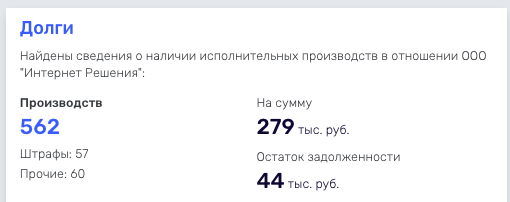 Долги
Найдены сведения о наличии исполнительных производств в отношении ООО
"Интернет Решения":
Производств
562
Штрафы: 57
Прочие: 60
На сумму
279 тыс. руб.
Остаток задолженности
44 тыс. руб.